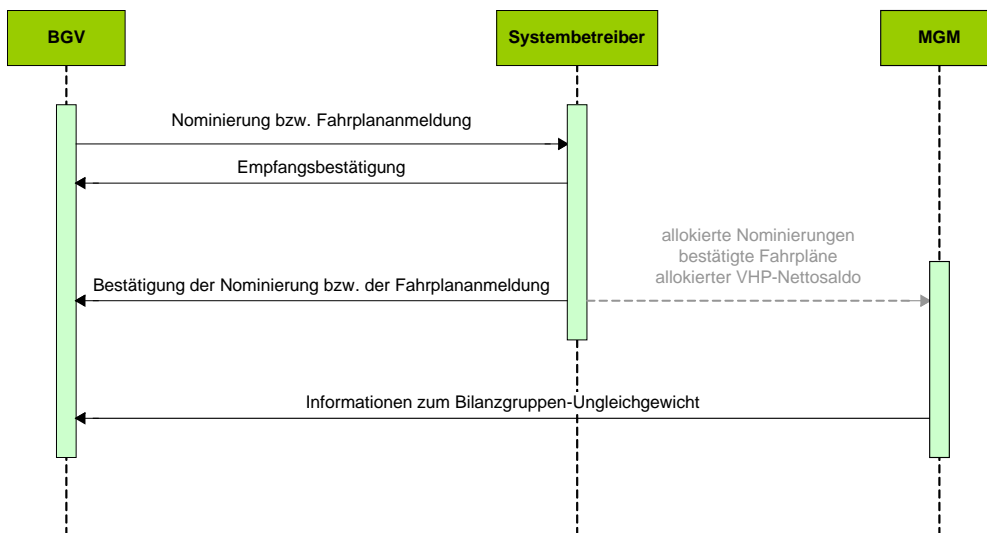 BGV
Systembetreiber
MGM
Nominierung bzw. Fahrplananmeldung
Empfangsbestätigung
allokierte Nominierungen
bestätigte Fahrpläne
allokierter VHP-Nettosaldo
Bestätigung der Nominierung bzw. der Fahrplananmeldung
Informationen zum Bilanzgruppen-Ungleichgewicht